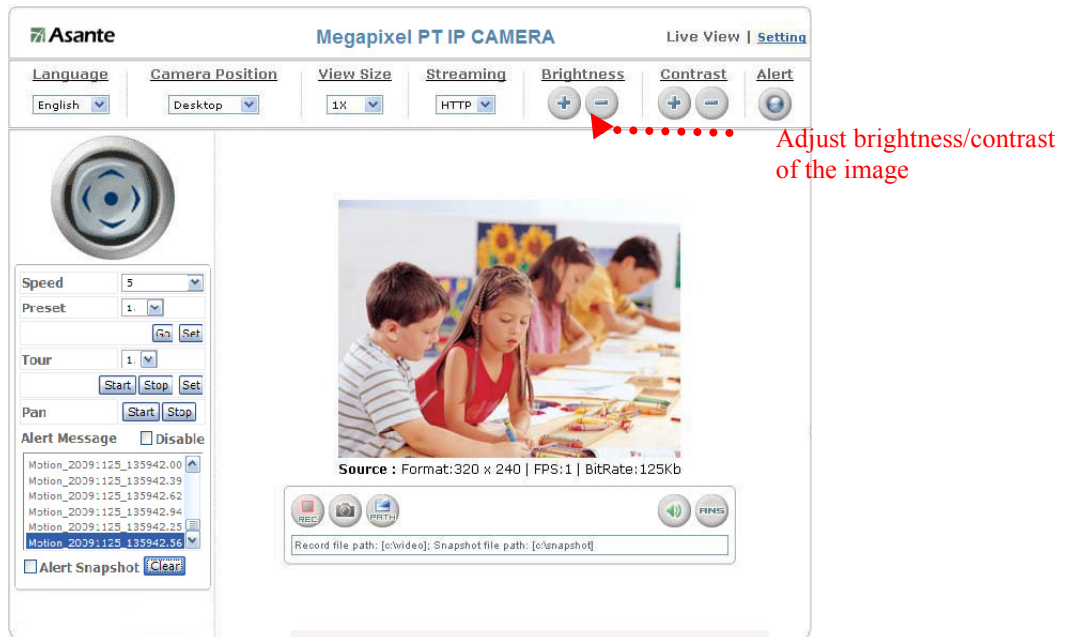 Asante
Megapixel PT IP CAMERA
Live View | Setting
Language Camera Position View Size Streaming Brightness Contrast Alert
English Desktop 1X HTTP
Adjust brightness/contrast
of the image
Speed 5
Preset 1.
Go Set
Tour 1.
Start Stop Set
Pan Start Stop
Alert Message Disable
Motion_20091125_135942.00
Motion_20091125_135942.39
Motion_20091125_135942.62
Motion_20091125_135942.94
Motion_20091125_135942.25
Motion_20091125_135942.56
Alert Snapshot Clear
Source : Format:320 x 240 | FPS:1 | BitRate:125Kb
REC PATH ANS
Record file path: [c:\video]; Snapshot file path: [c:\snapshot]